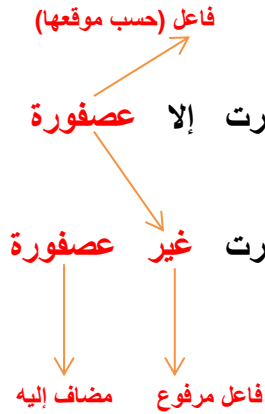 فاعل (حسب موقعها)
رت إلا عصفورة
رت غير عصفورة
فاعل مرفوع مضاف إليه